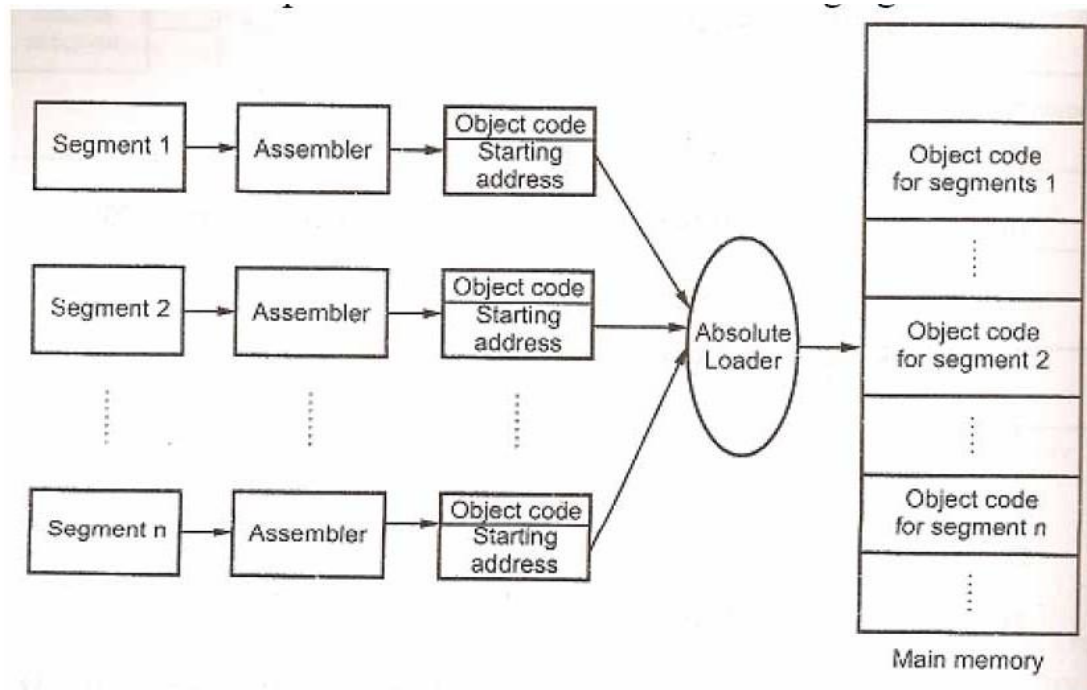 Segment 1
Assembler
Object code
Starting
address
Segment 2
Assembler
Object code
Starting
address
Segment n
Assembler
Object code
Starting
address
Absolute
Loader
Object code
for segments 1
Object code
for segment 2
Object code
for segment n
Main memory